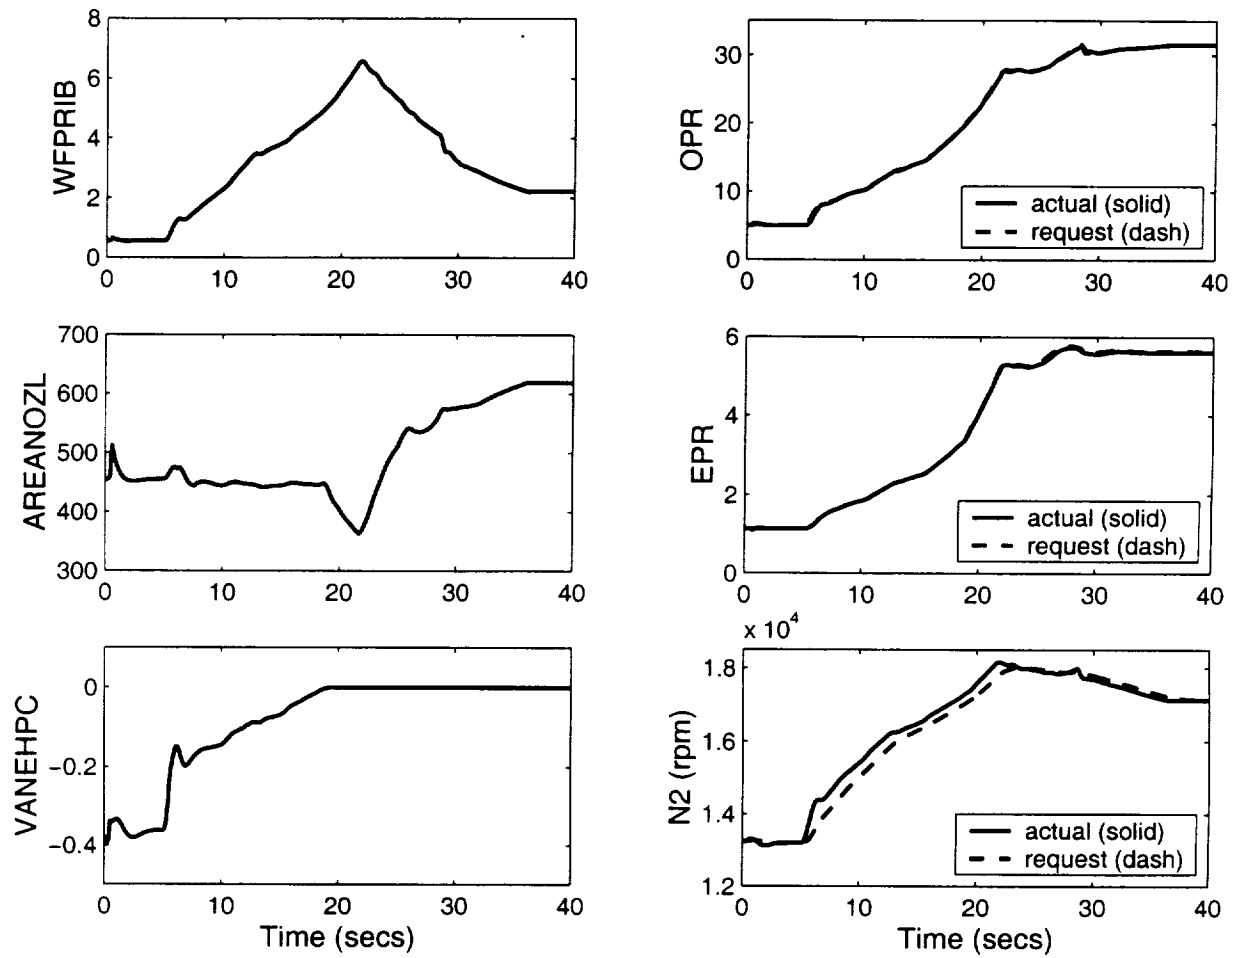 WFPRIB
8
6
4
2
0
0 10 20 30 40
OPR
30
20
10
0
0 10 20 30 40
actual (solid)
request (dash)
AREANOZL
700
600
500
400
300
0 10 20 30 40
EPR
6
4
2
0
0 10 20 30 40
actual (solid)
request (dash)
VANEHPC
0
−0.2
−0.4
0 10 20 30 40
Time (secs)
x 10⁴
N2 (rpm)
1.8
1.6
1.4
1.2
0 10 20 30 40
actual (solid)
request (dash)
Time (secs)